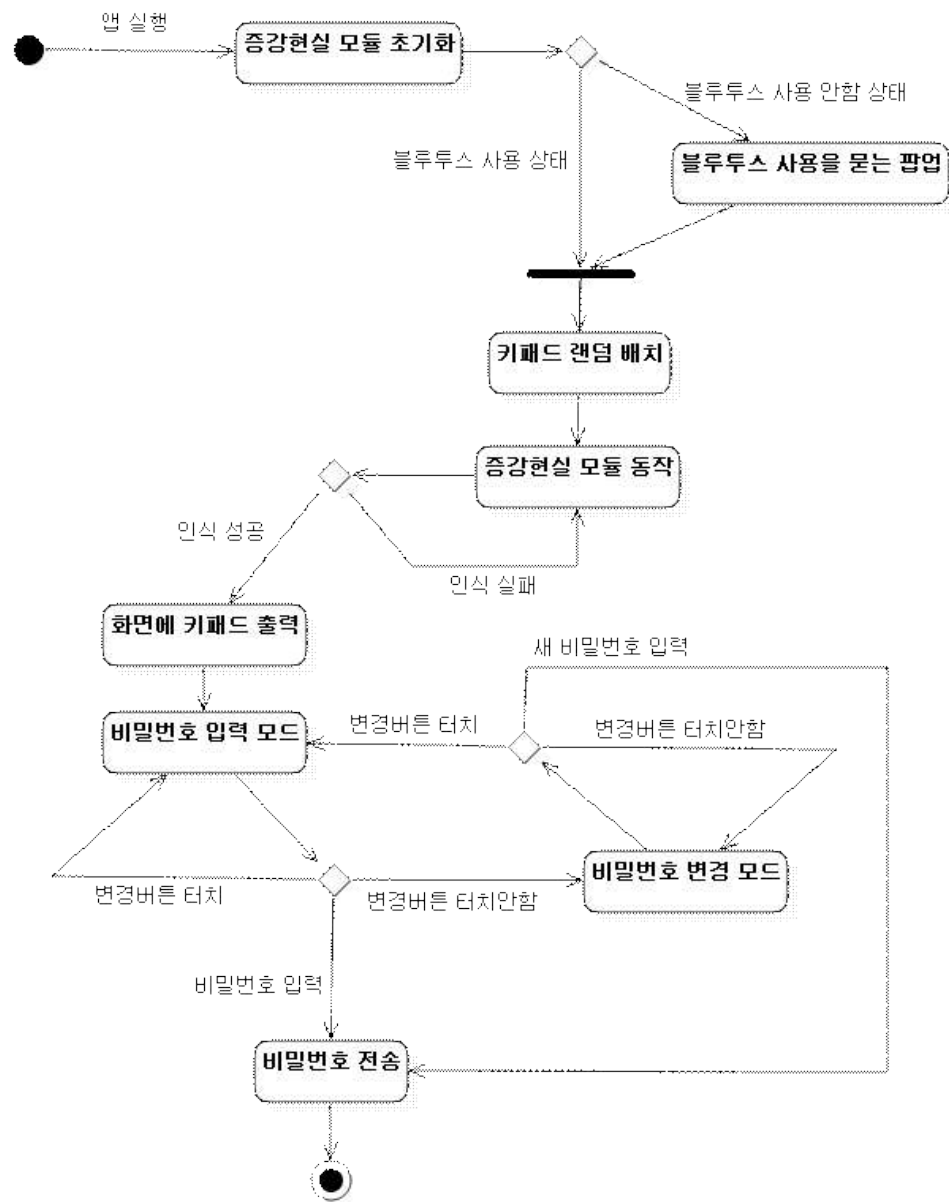 앱 실행
증강현실 모듈 초기화
블루투스 사용 안함 상태
블루투스 사용 상태
블루투스 사용을 묻는 팝업
키패드 랜덤 배치
증강현실 모듈 동작
인식 성공
인식 실패
화면에 키패드 출력
새 비밀번호 입력
비밀번호 입력 모드
변경버튼 터치
변경버튼 터치안함
비밀번호 변경 모드
변경버튼 터치
변경버튼 터치안함
비밀번호 입력
비밀번호 전송